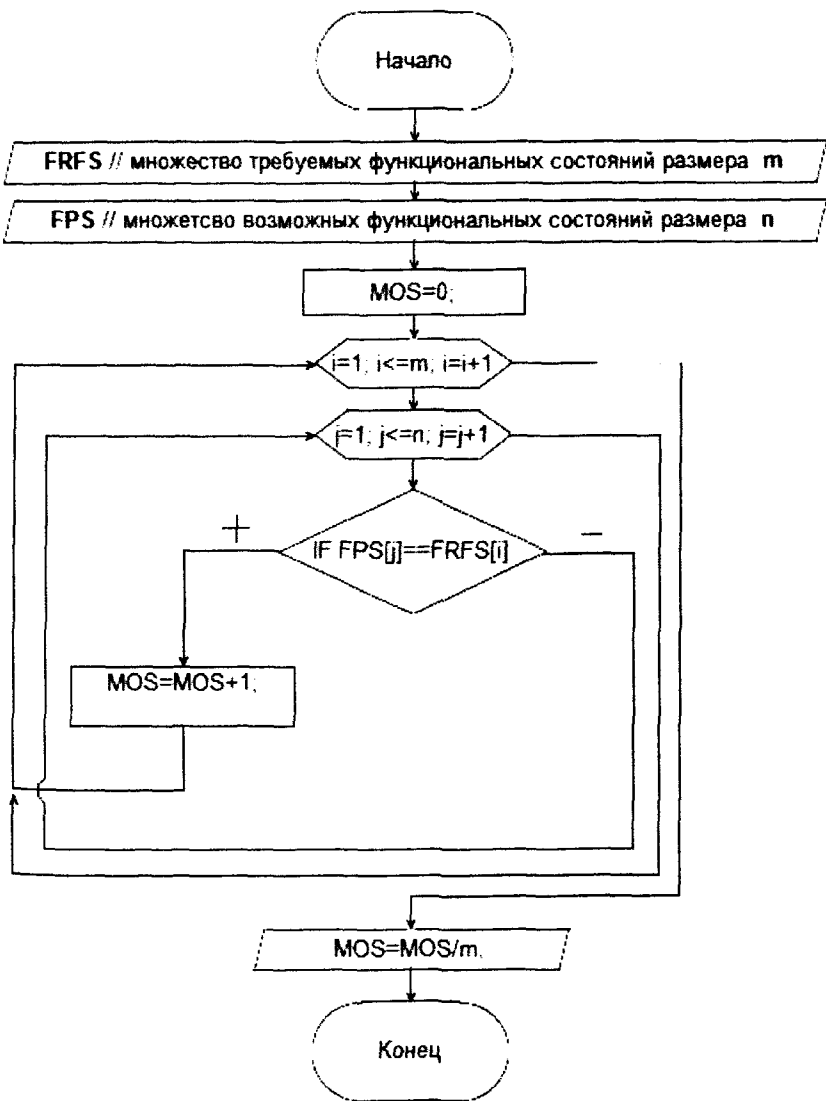 Начало
FRFS // множество требуемых функциональных состояний размера m
FPS // множетсво возможных функциональных состояний размера n
MOS=0;
i=1; i<=m; i=i+1
j=1; j<=n; j=j+1
+
IF FPS[j]==FRFS[i]
−
MOS=MOS+1;
MOS=MOS/m.
Конец